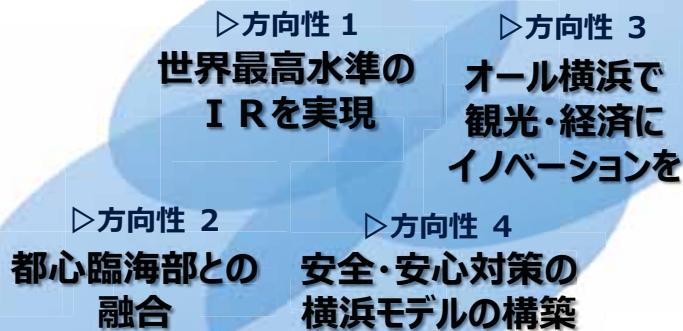 ▷方向性 1
世界最高水準の
ＩＲを実現
▷方向性 3
オール横浜で
観光・経済に
イノベーションを
▷方向性 2
都心臨海部との
融合
▷方向性 4
安全・安心対策の
横浜モデルの構築